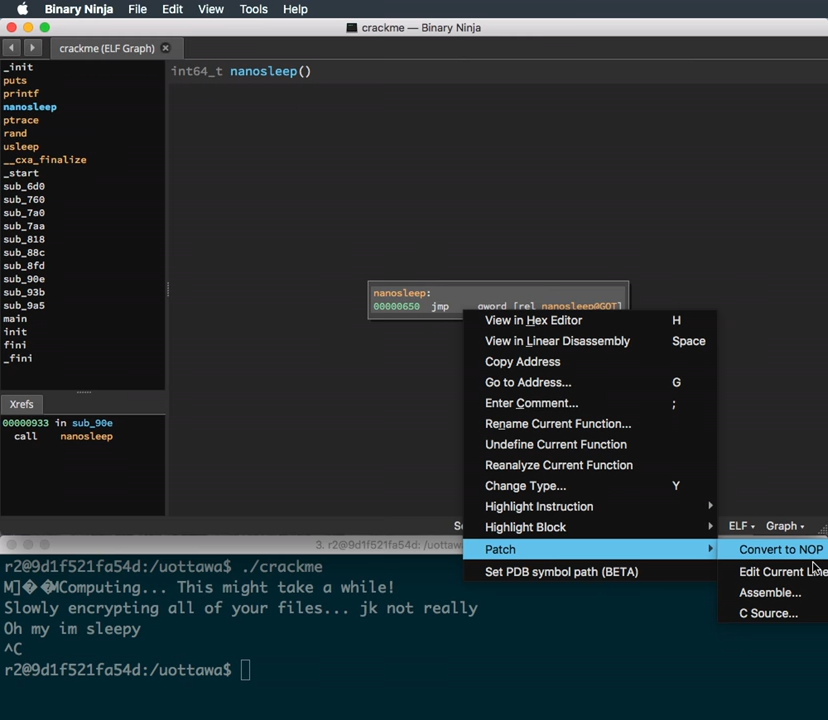 Binary Ninja File Edit View Tools Help
crackme — Binary Ninja
crackme (ELF Graph)
_init
puts
printf
nanosleep
ptrace
rand
usleep
__cxa_finalize
_start
sub_6d0
sub_760
sub_7a0
sub_7aa
sub_818
sub_88c
sub_8fd
sub_90e
sub_93b
sub_9a5
main
init
fini
_fini
Xrefs
00000933 in sub_90e
call nanosleep
int64_t nanosleep()
nanosleep:
00000650 jmp qword [rel nanosleep@GOT]
View in Hex Editor H
View in Linear Disassembly Space
Copy Address
Go to Address... G
Enter Comment... ;
Rename Current Function...
Undefine Current Function
Reanalyze Current Function
Change Type... Y
Highlight Instruction
Highlight Block
Patch
Set PDB symbol path (BETA)
Convert to NOP
Edit Current Line
Assemble...
C Source...
ELF Graph
3. r2@9d1f521fa54d: /uottawa
r2@9d1f521fa54d:/uottawa$ ./crackme
M]�� �MComputing... This might take a while!
Slowly encrypting all of your files... jk not really
Oh my im sleepy
^C
r2@9d1f521fa54d:/uottawa$